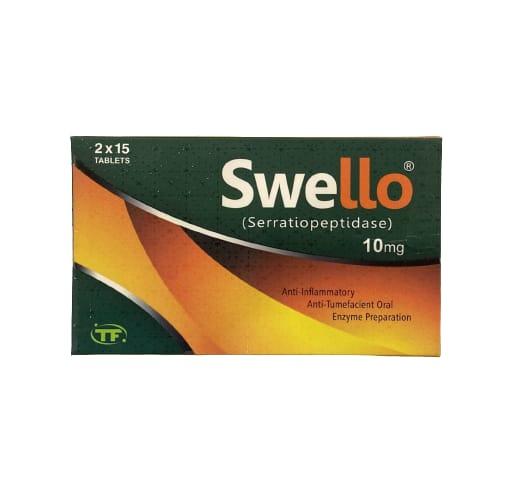 2 x 15
TABLETS
Swello®
(Serratiopeptidase)
10mg
Anti-Inflammatory
Anti-Tumefacient Oral
Enzyme Preparation
TF